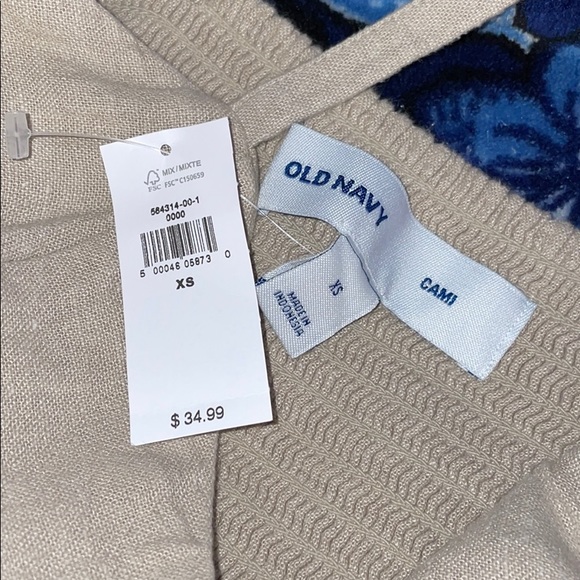 MIX/MIXTE
FSC FSC™ C150659
564314-00-1
0000
5 00046 05873 0
XS
$ 34.99
OLD NAVY
CAMI
XS
MADE IN
INDONESIA